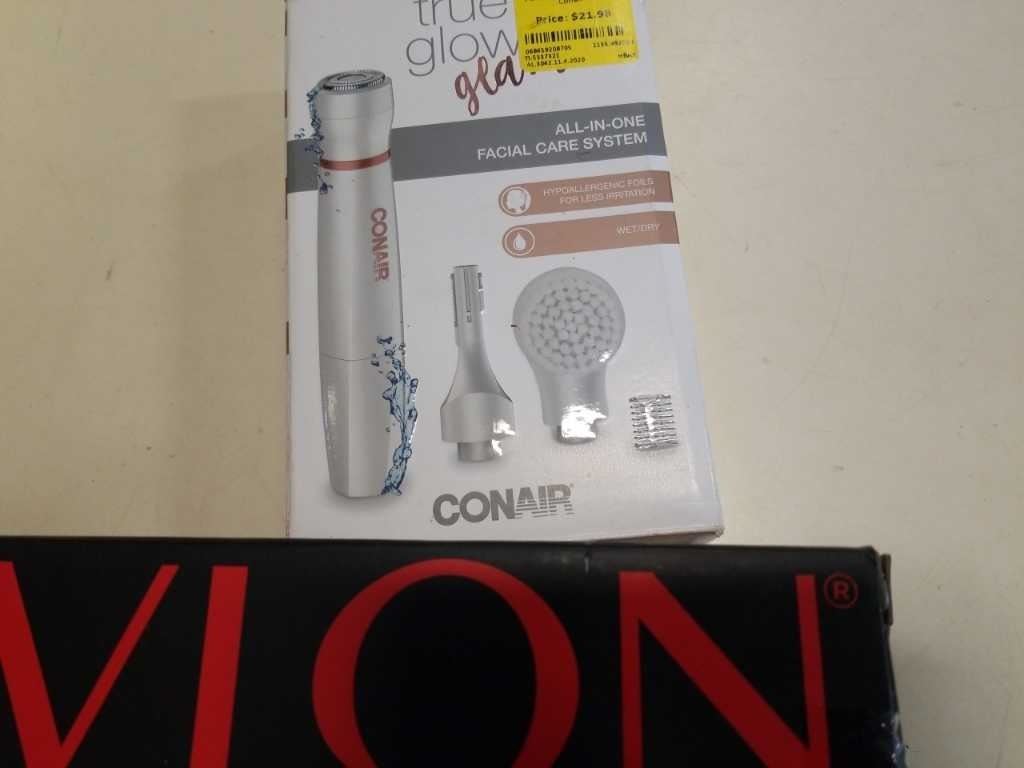 true
glow
Price: $21.98
ALL-IN-ONE
FACIAL CARE SYSTEM
HYPOALLERGENIC FOILS
FOR LESS IRRITATION
WET/DRY
CONAIR
CONAIR®
VLON®